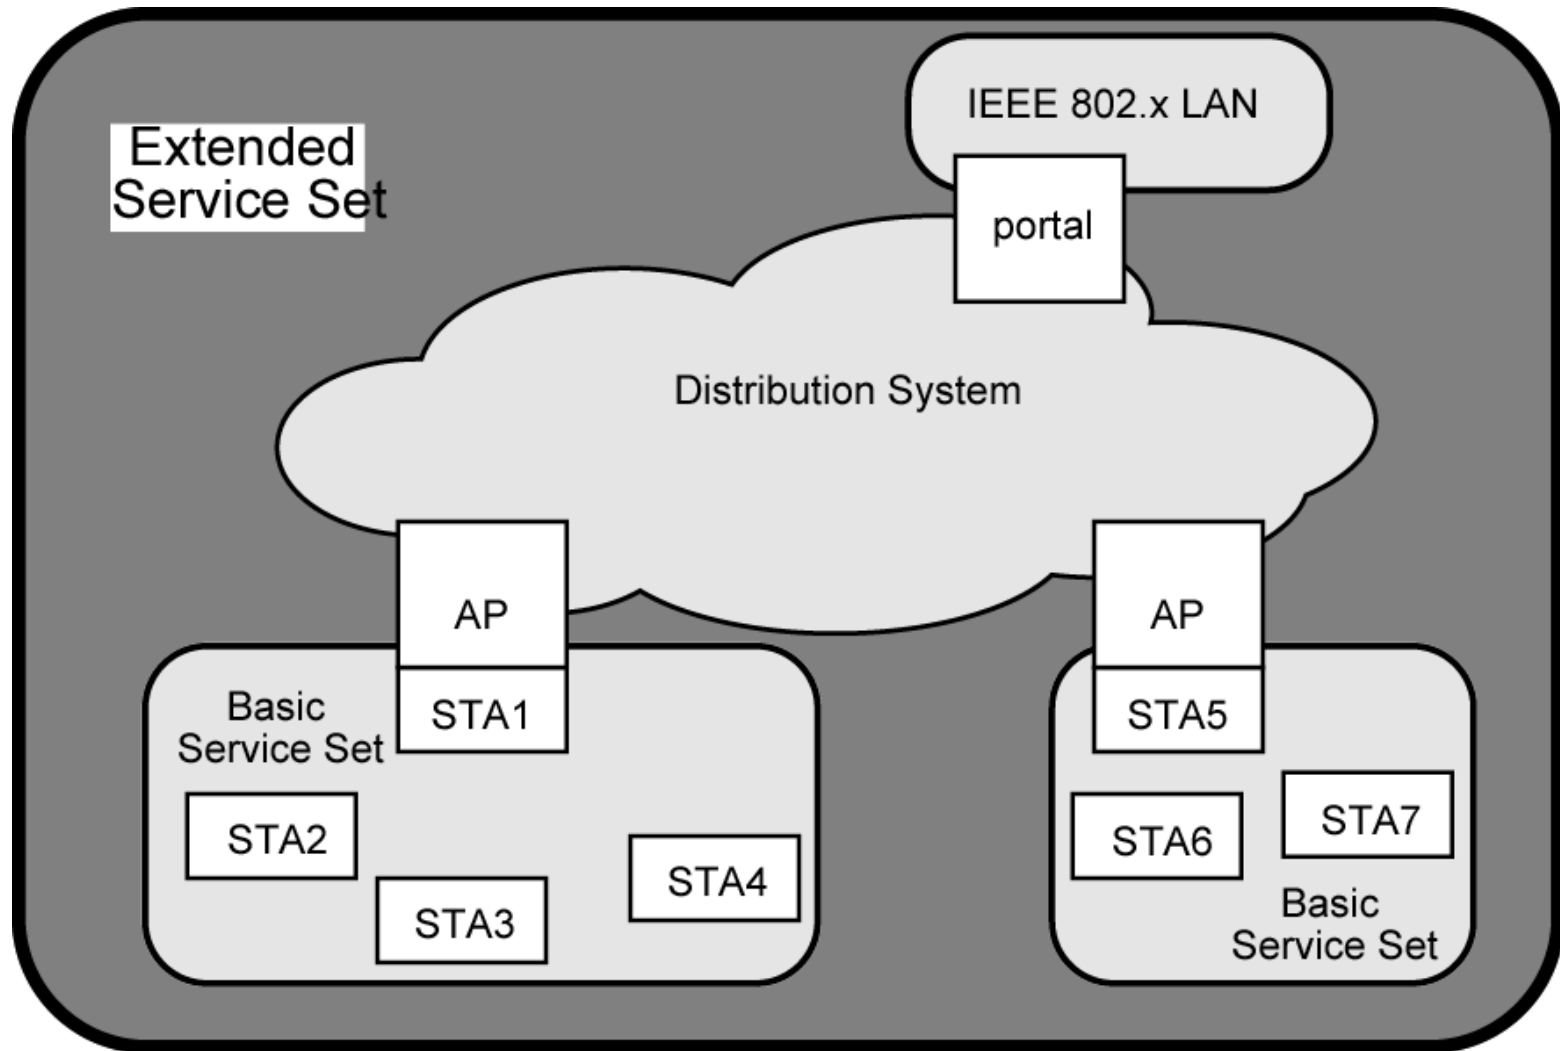 IEEE 802.x LAN
Extended
Service Set
portal
Distribution System
AP
AP
Basic
Service Set
STA1
STA5
STA2
STA3
STA4
STA6
STA7
Basic
Service Set